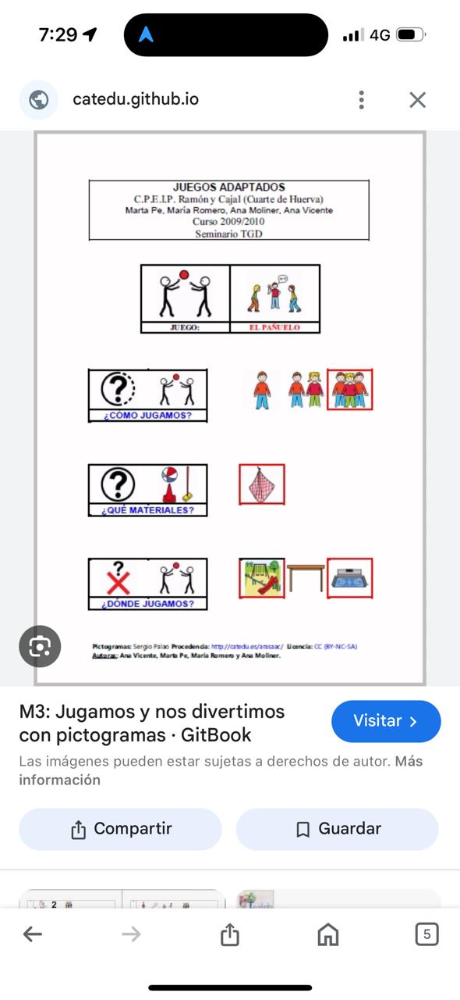 7:29
4G
catedu.github.io
JUEGOS ADAPTADOS
C.P.E.I.P. Ramón y Cajal (Cuarte de Huerva)
Marta Pe, María Romero, Ana Moliner, Ana Vicente
Curso 2009/2010
Seminario TGD
JUEGO:
EL PAÑUELO
¿CÓMO JUGAMOS?
¿QUÉ MATERIALES?
¿DÓNDE JUGAMOS?
Pictogramas: Sergio Palao Procedencia: http://catedu.es/arasaac/ Licencia: CC (BY-NC-SA)
Autoras: Ana Vicente, Marta Pe, María Romero y Ana Moliner.
M3: Jugamos y nos divertimos
con pictogramas · GitBook
Visitar
Las imágenes pueden estar sujetas a derechos de autor. Más
información
Compartir
Guardar
2
5